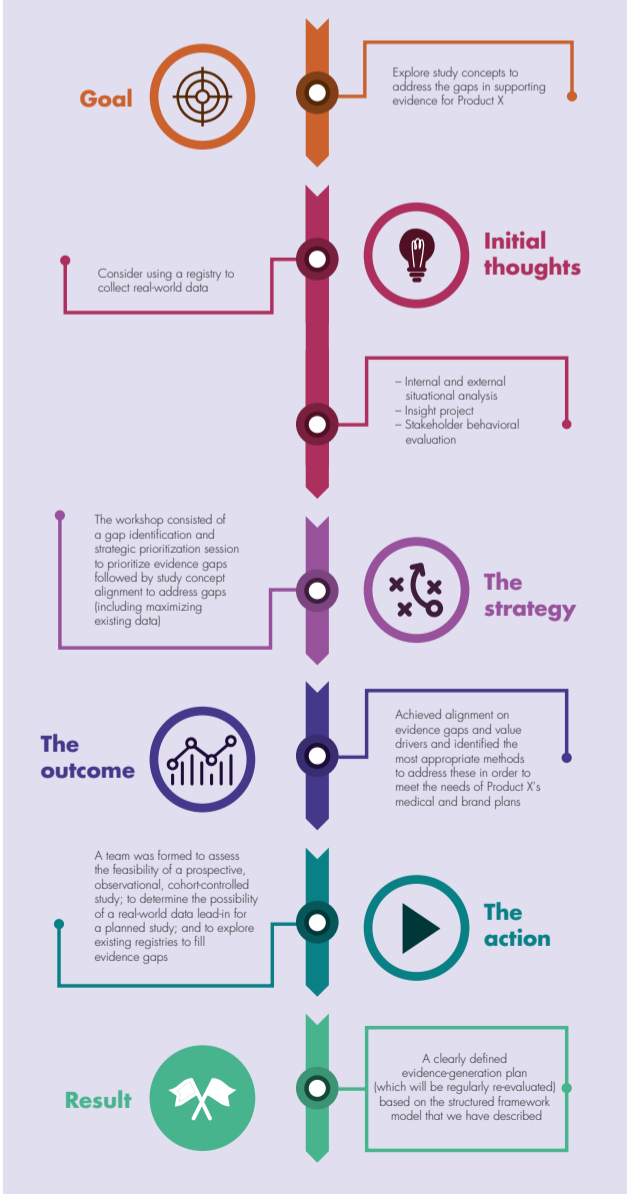 Goal
Explore study concepts to
address the gaps in supporting
evidence for Product X
Initial
thoughts
Consider using a registry to
collect real-world data
– Internal and external
situational analysis
– Insight project
– Stakeholder behavioral
evaluation
The workshop consisted of
a gap identification and
strategic prioritization session
to prioritize evidence gaps
followed by study concept
alignment to address gaps
(including maximizing
existing data)
The
strategy
The
outcome
Achieved alignment on
evidence gaps and value
drivers and identified the
most appropriate methods
to address these in order to
meet the needs of Product X’s
medical and brand plans
A team was formed to assess
the feasibility of a prospective,
observational, cohort-controlled
study; to determine the possibility
of a real-world data lead-in for
a planned study; and to explore
existing registries to fill
evidence gaps
The
action
Result
A clearly defined
evidence-generation plan
(which will be regularly re-evaluated)
based on the structured framework
model that we have described